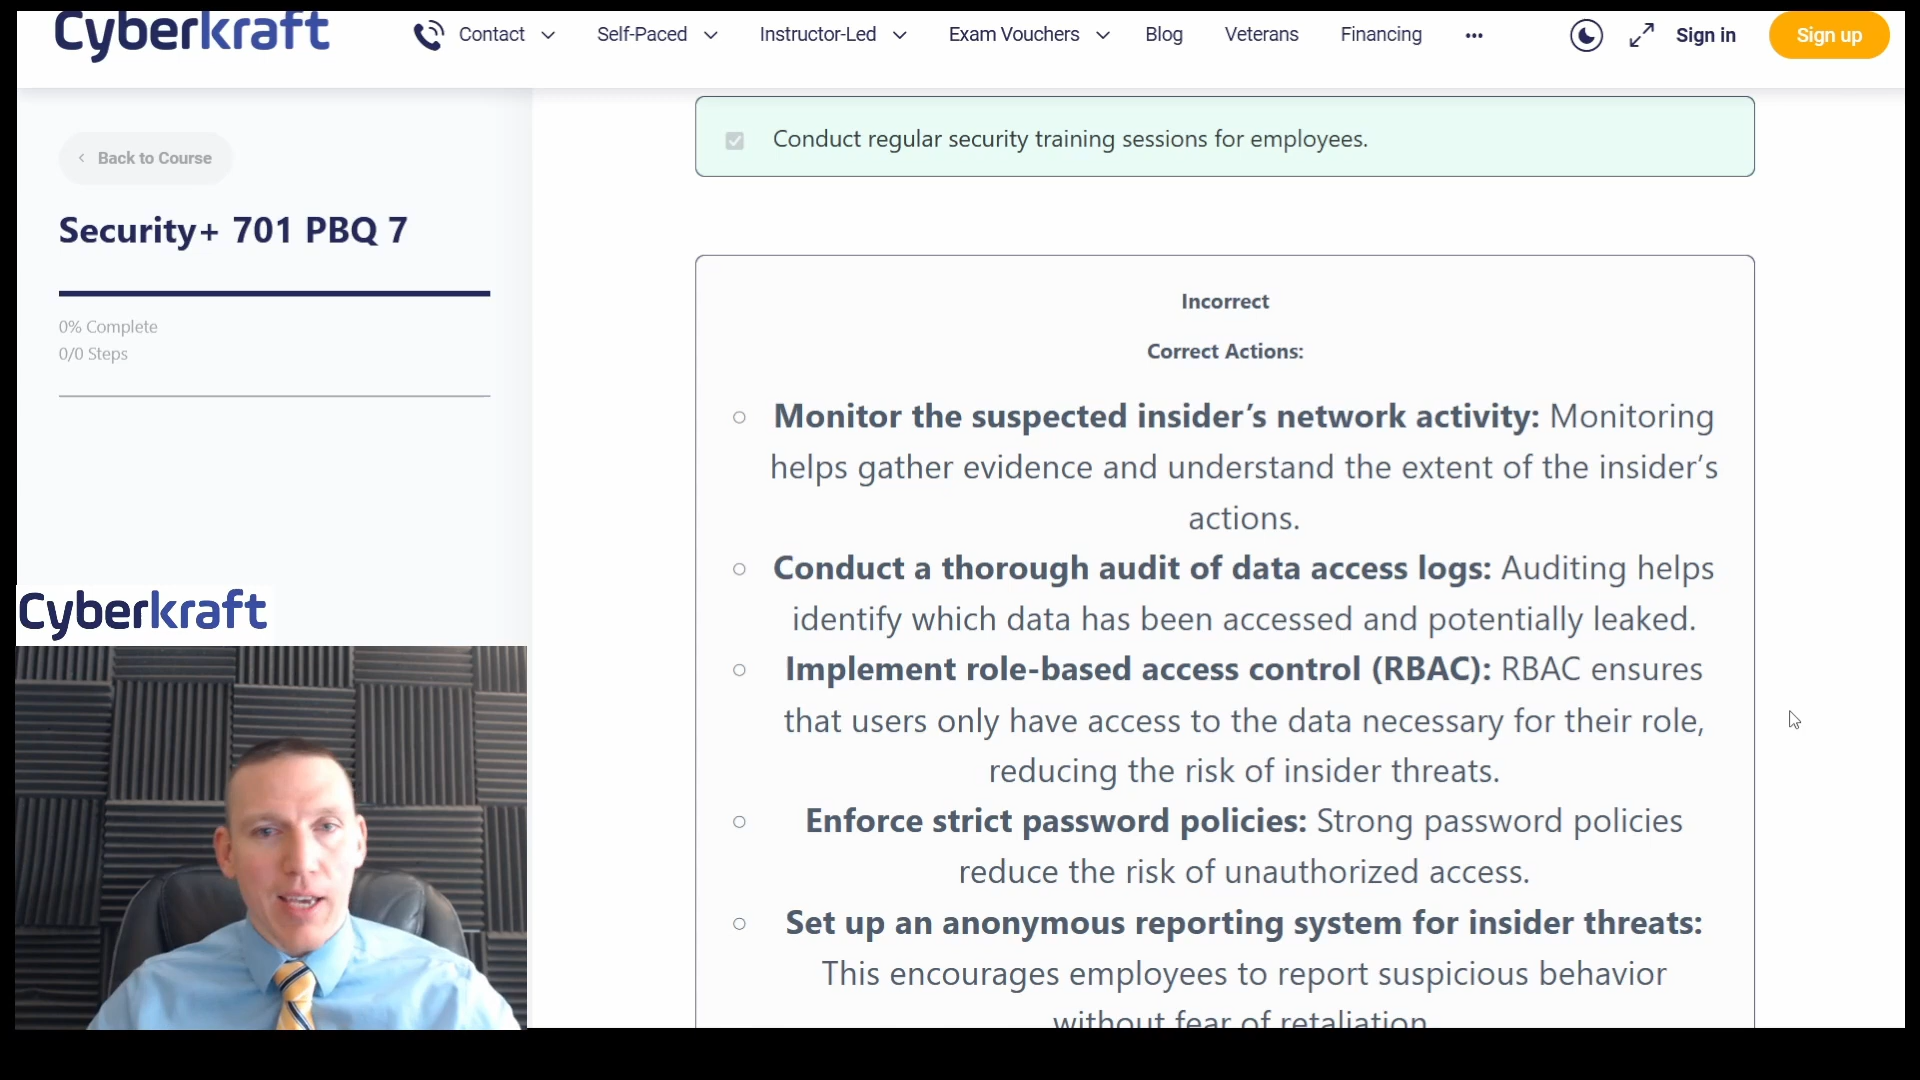 Cyberkraft
Contact
Self-Paced
Instructor-Led
Exam Vouchers
Blog
Veterans
Financing
Sign in
Sign up
Back to Course
Security+ 701 PBQ 7
0% Complete
0/0 Steps
Cyberkraft
Conduct regular security training sessions for employees.
Incorrect
Correct Actions:
Monitor the suspected insider’s network activity: Monitoring
helps gather evidence and understand the extent of the insider’s
actions.
Conduct a thorough audit of data access logs: Auditing helps
identify which data has been accessed and potentially leaked.
Implement role-based access control (RBAC): RBAC ensures
that users only have access to the data necessary for their role,
reducing the risk of insider threats.
Enforce strict password policies: Strong password policies
reduce the risk of unauthorized access.
Set up an anonymous reporting system for insider threats:
This encourages employees to report suspicious behavior
without fear of retaliation